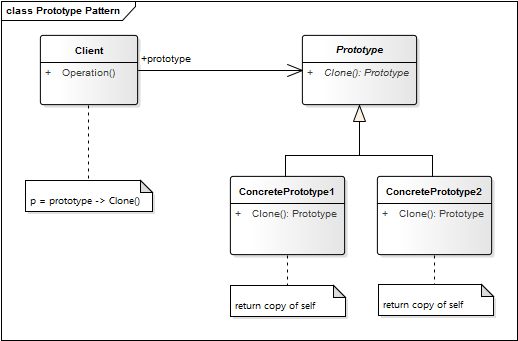 class Prototype Pattern
Client
+ Operation()
+prototype
Prototype
+ Clone(): Prototype
p = prototype -> Clone()
ConcretePrototype1
+ Clone(): Prototype
ConcretePrototype2
+ Clone(): Prototype
return copy of self
return copy of self